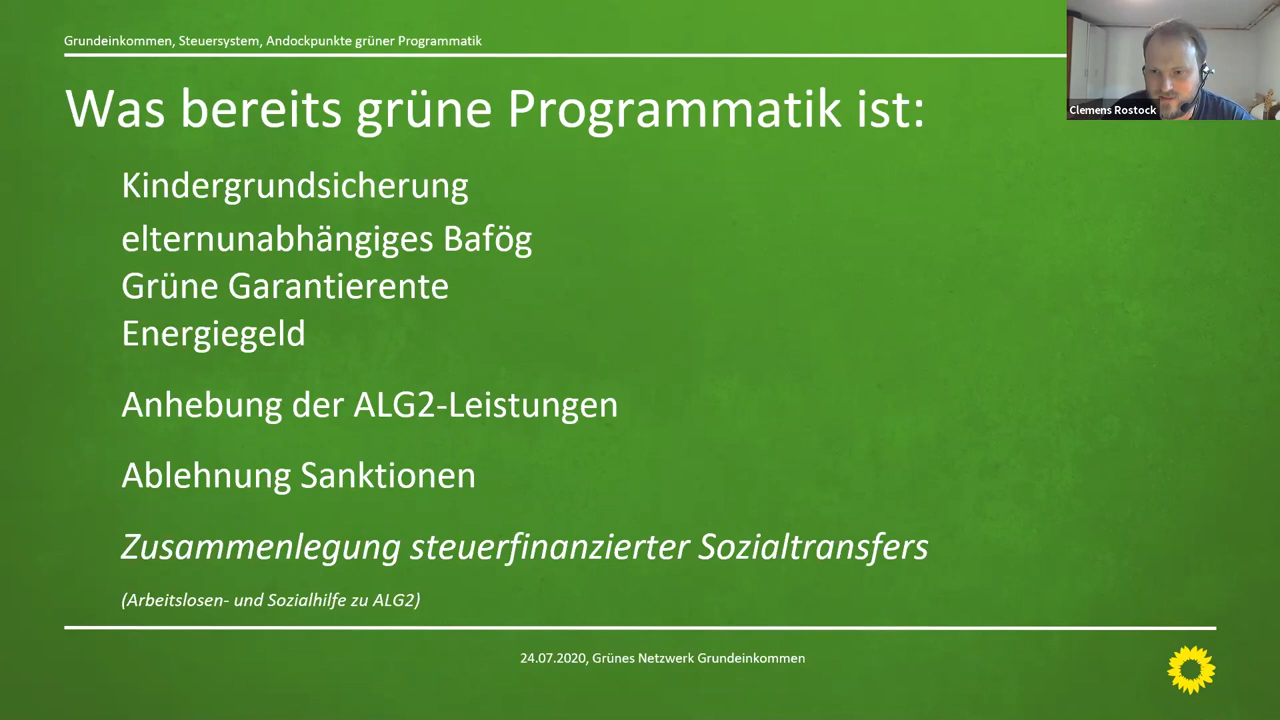 Grundeinkommen, Steuersystem, Andockpunkte grüner Programmatik
Clemens Rostock
Was bereits grüne Programmatik ist:
Kindergrundsicherung
elternunabhängiges Bafög
Grüne Garantierente
Energiegeld
Anhebung der ALG2-Leistungen
Ablehnung Sanktionen
Zusammenlegung steuerfinanzierter Sozialtransfers
(Arbeitslosen- und Sozialhilfe zu ALG2)
24.07.2020, Grünes Netzwerk Grundeinkommen